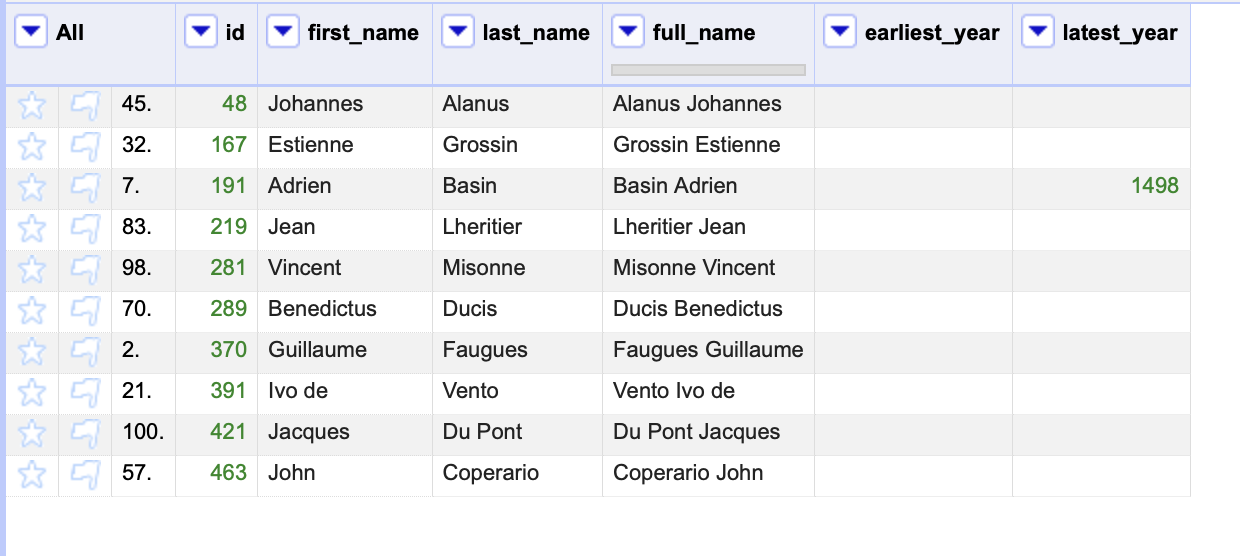 All id first_name last_name full_name earliest_year latest_year
45. 48 Johannes Alanus Alanus Johannes
32. 167 Estienne Grossin Grossin Estienne
7. 191 Adrien Basin Basin Adrien 1498
83. 219 Jean Lheritier Lheritier Jean
98. 281 Vincent Misonne Misonne Vincent
70. 289 Benedictus Ducis Ducis Benedictus
2. 370 Guillaume Faugues Faugues Guillaume
21. 391 Ivo de Vento Vento Ivo de
100. 421 Jacques Du Pont Du Pont Jacques
57. 463 John Coperario Coperario John